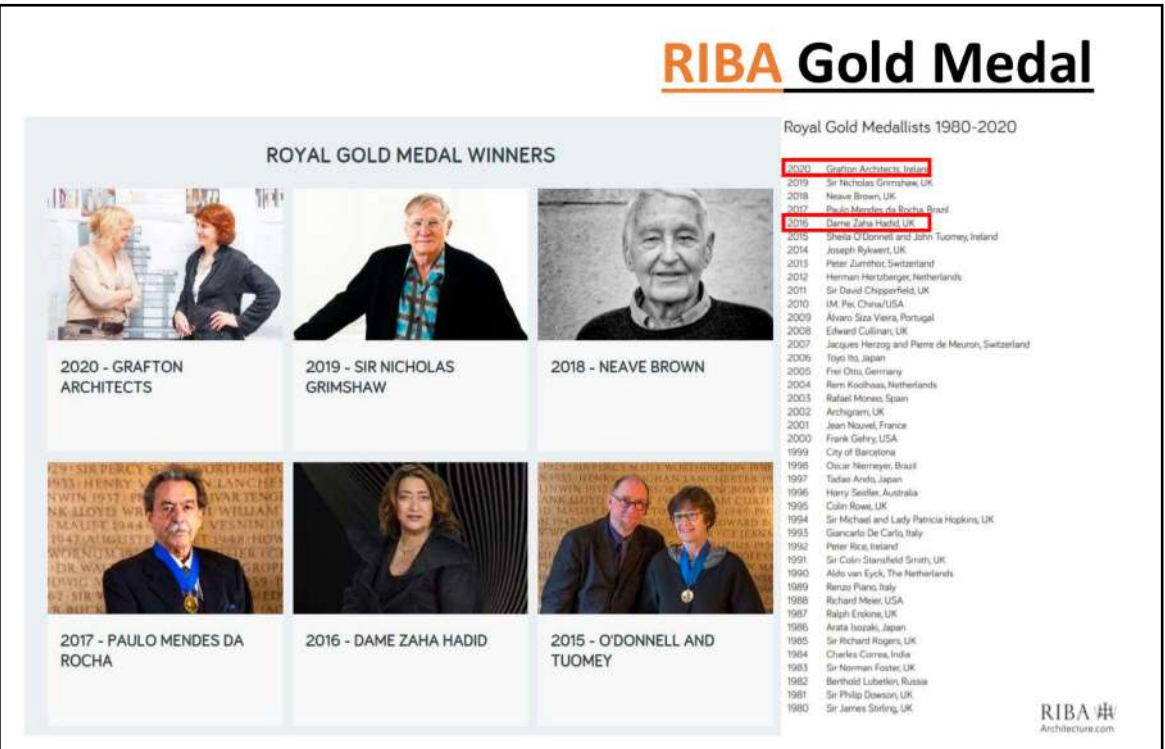 RIBA Gold Medal
ROYAL GOLD MEDAL WINNERS
2020 - GRAFTON
ARCHITECTS
2019 - SIR NICHOLAS
GRIMSHAW
2018 - NEAVE BROWN
2017 - PAULO MENDES DA
ROCHA
2016 - DAME ZAHA HADID
2015 - O'DONNELL AND
TUOMEY
Royal Gold Medallists 1980-2020
2020 Grafton Architects,
2019 Sir Nicholas Grimshaw, UK
2018 Neave Brown, UK
2017 Paulo Mendes da Rocha, Brazil
2016 Dame Zaha Hadid, UK
2015 Sheila O'Donnell and John Tuomey, Ireland
2014 Joseph Rykwert, UK
2013 Peter Zumthor, Switzerland
2012 Herman Hertzberger, Netherlands
2011 Sir David Chipperfield, UK
2010 I.M. Pei, China/USA
2009 Álvaro Siza Vieira, Portugal
2008 Edward Cullinan, UK
2007 Jacques Herzog and Pierre de Meuron, Switzerland
2006 Toyo Ito, Japan
2005 Frei Otto, Germany
2004 Rem Koolhaas, Netherlands
2003 Rafael Moneo, Spain
2002 Archigram, UK
2001 Jean Nouvel, France
2000 Frank Gehry, USA
1999 City of Barcelona
1998 Oscar Niemeyer, Brazil
1997 Tadao Ando, Japan
1996 Harry Seidler, Australia
1995 Colin Rowe, UK
1994 Sir Michael and Lady Patricia Hopkins, UK
1993 Giancarlo De Carlo, Italy
1992 Peter Rice, Ireland
1991 Sir Colin Stansfield Smith, UK
1990 Aldo van Eyck, The Netherlands
1989 Renzo Piano, Italy
1988 Richard Meier, USA
1987 Ralph Erskine, UK
1986 Arata Isozaki, Japan
1985 Sir Richard Rogers, UK
1984 Charles Correa, India
1983 Sir Norman Foster, UK
1982 Berthold Lubetkin, Russia
1981 Sir Philip Dowson, UK
1980 Sir James Stirling, UK
RIBA
Architecture.com